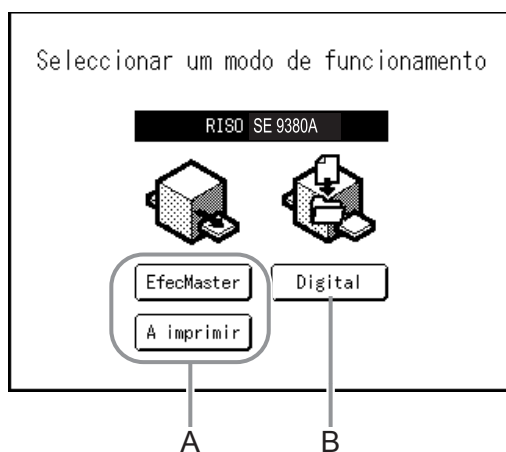 Seleccionar um modo de funcionamento
RISO SE 9380A
EfecMaster Digital
A imprimir
A B